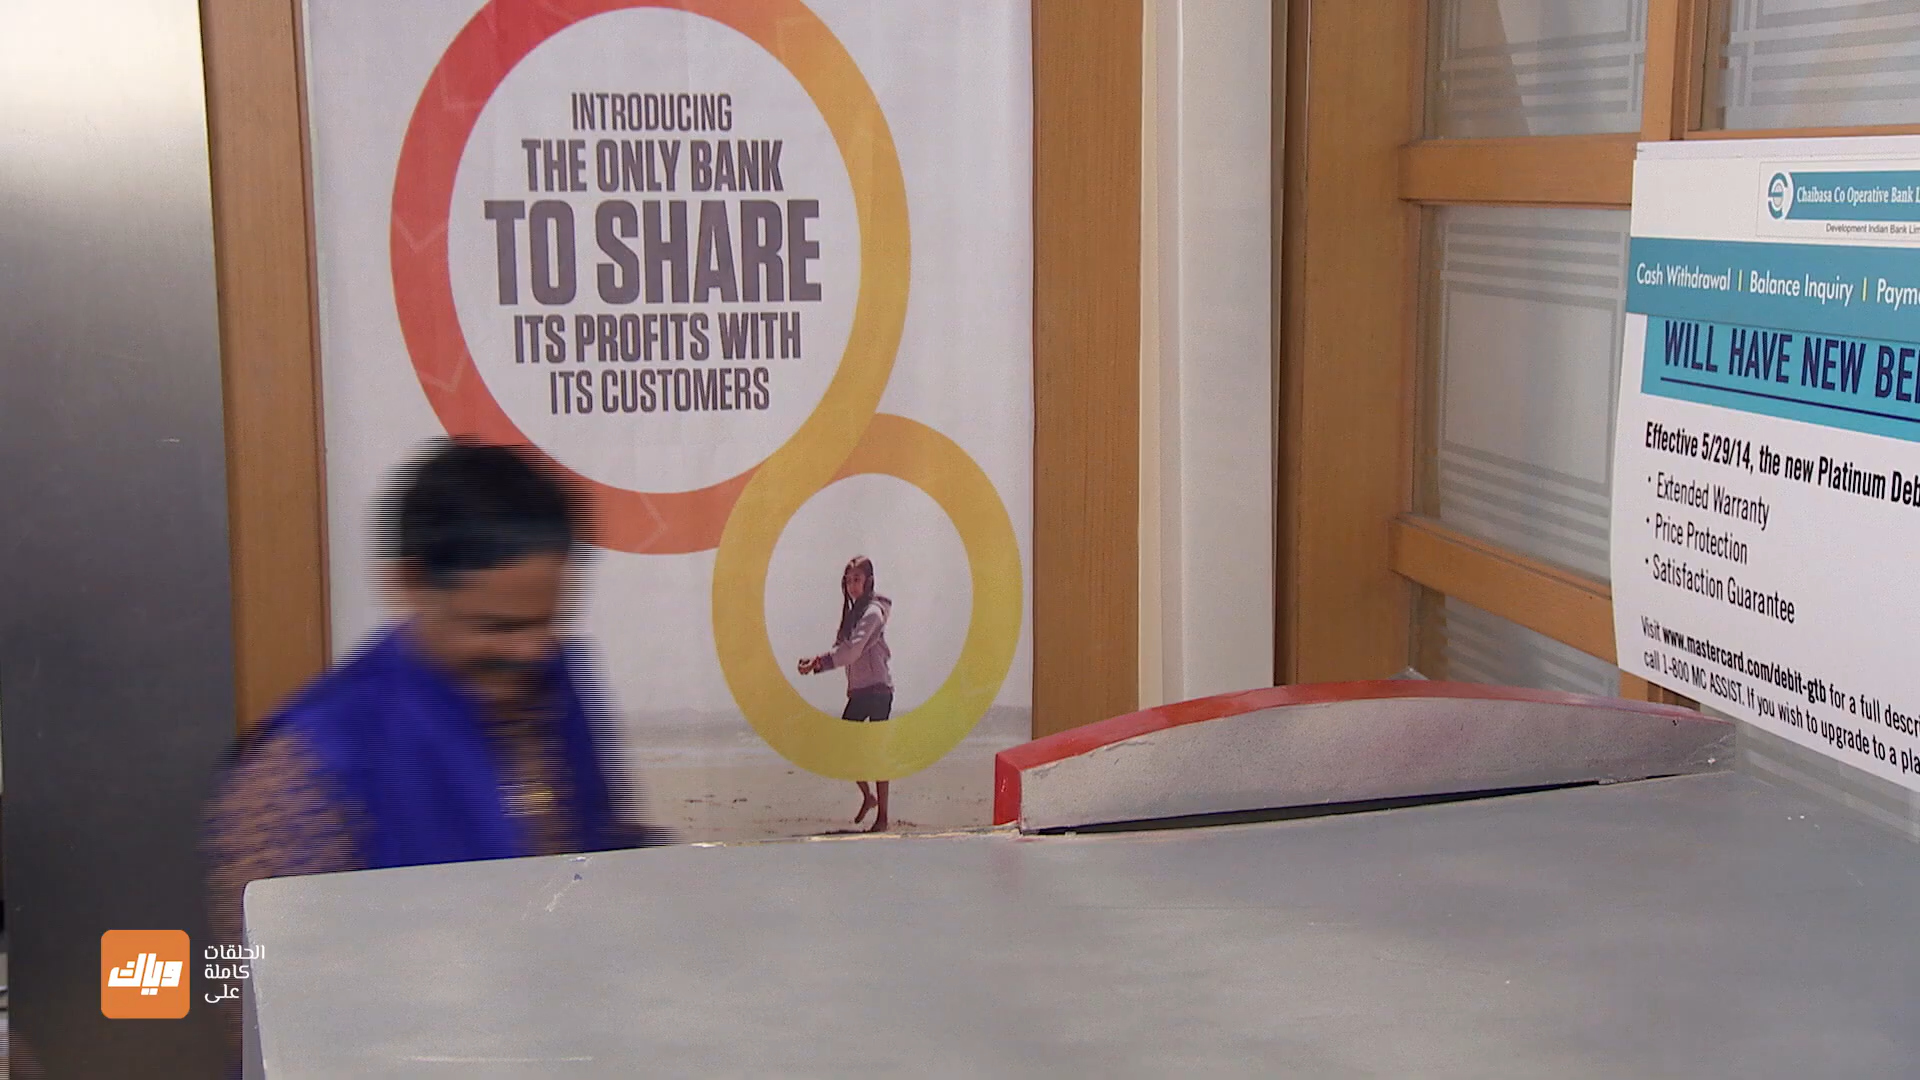 INTRODUCING
THE ONLY BANK
TO SHARE
ITS PROFITS WITH
ITS CUSTOMERS
Chaibasa Co Operative Bank
Development Indian Bank
Cash Withdrawal | Balance Inquiry |
WILL HAVE NEW
Effective 5/29/14, the new Platinum
· Extended Warranty
· Price Protection
· Satisfaction Guarantee
Visit www.mastercard.com/debit-gtb for a full
call 1-800 MC ASSIST. If you wish to upgrade to a
وياك
الحلقات
كاملة
على